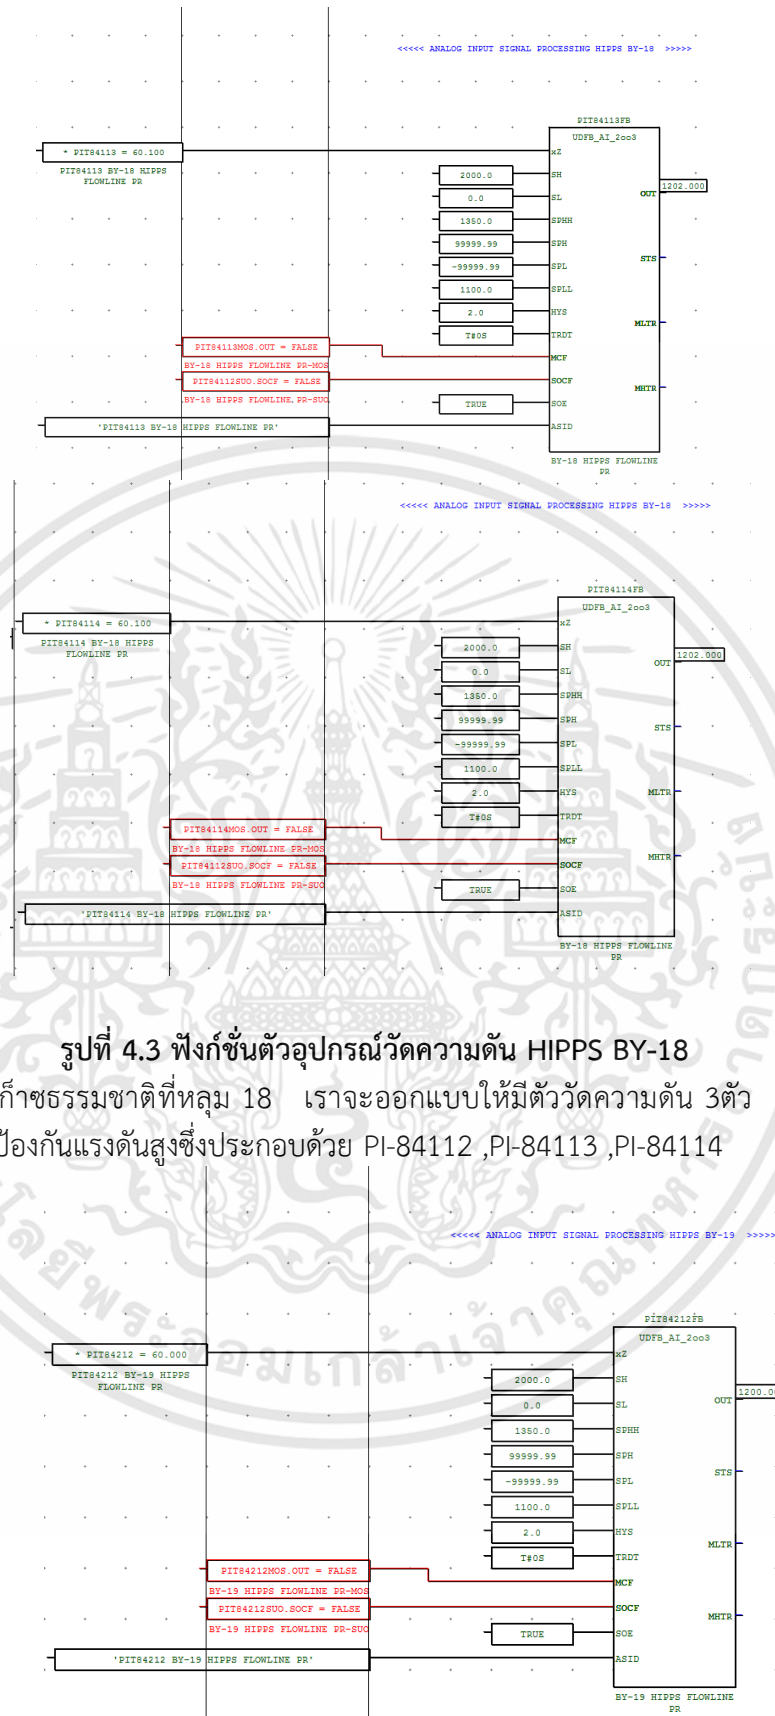 <<<<< ANALOG INPUT SIGNAL PROCESSING HIPPS BY-18 >>>>>
PIT84113FB
UDFB_AI_2oo3
* PIT84113 = 60.100
xZ
PIT84113 BY-18 HIPPS
FLOWLINE PR
2000.0
SH
OUT
1202.000
0.0
SL
1350.0
SPHH
99999.99
SPH
STS
-99999.99
SPL
1100.0
SPLL
2.0
HYS
MLTR
T#0S
TRDT
PIT84113MOS.OUT = FALSE
MCF
BY-18 HIPPS FLOWLINE PR-MOS
PIT84112SUO.SOCF = FALSE
SOCF
MHTR
BY-18 HIPPS FLOWLINE PR-SUO
TRUE
SOE
'PIT84113 BY-18 HIPPS FLOWLINE PR'
ASID
BY-18 HIPPS FLOWLINE
PR
<<<<< ANALOG INPUT SIGNAL PROCESSING HIPPS BY-18 >>>>>
PIT84114FB
UDFB_AI_2oo3
* PIT84114 = 60.100
xZ
PIT84114 BY-18 HIPPS
FLOWLINE PR
2000.0
SH
OUT
1202.000
0.0
SL
1350.0
SPHH
99999.99
SPH
STS
-99999.99
SPL
1100.0
SPLL
2.0
HYS
MLTR
T#0S
TRDT
PIT84114MOS.OUT = FALSE
MCF
BY-18 HIPPS FLOWLINE PR-MOS
PIT84112SUO.SOCF = FALSE
SOCF
MHTR
BY-18 HIPPS FLOWLINE PR-SUO
TRUE
SOE
'PIT84114 BY-18 HIPPS FLOWLINE PR'
ASID
BY-18 HIPPS FLOWLINE
PR
รูปที่ 4.3 ฟังก์ชั่นตัวอุปกรณ์วัดความดัน HIPPS BY-18
ก๊าซธรรมชาติที่หลุม 18 เราจะออกแบบให้มีตัววัดความดัน 3ตัว
ป้องกันแรงดันสูงซึ่งประกอบด้วย PI-84112 ,PI-84113 ,PI-84114
<<<<< ANALOG INPUT SIGNAL PROCESSING HIPPS BY-19 >>>>>
PIT84212FB
UDFB_AI_2oo3
* PIT84212 = 60.000
xZ
PIT84212 BY-19 HIPPS
FLOWLINE PR
2000.0
SH
OUT
1200.00
0.0
SL
1350.0
SPHH
99999.99
SPH
STS
-99999.99
SPL
1100.0
SPLL
2.0
HYS
MLTR
T#0S
TRDT
PIT84212MOS.OUT = FALSE
MCF
BY-19 HIPPS FLOWLINE PR-MOS
PIT84212SUO.SOCF = FALSE
SOCF
MHTR
BY-19 HIPPS FLOWLINE PR-SUO
TRUE
SOE
'PIT84212 BY-19 HIPPS FLOWLINE PR'
ASID
BY-19 HIPPS FLOWLINE
PR